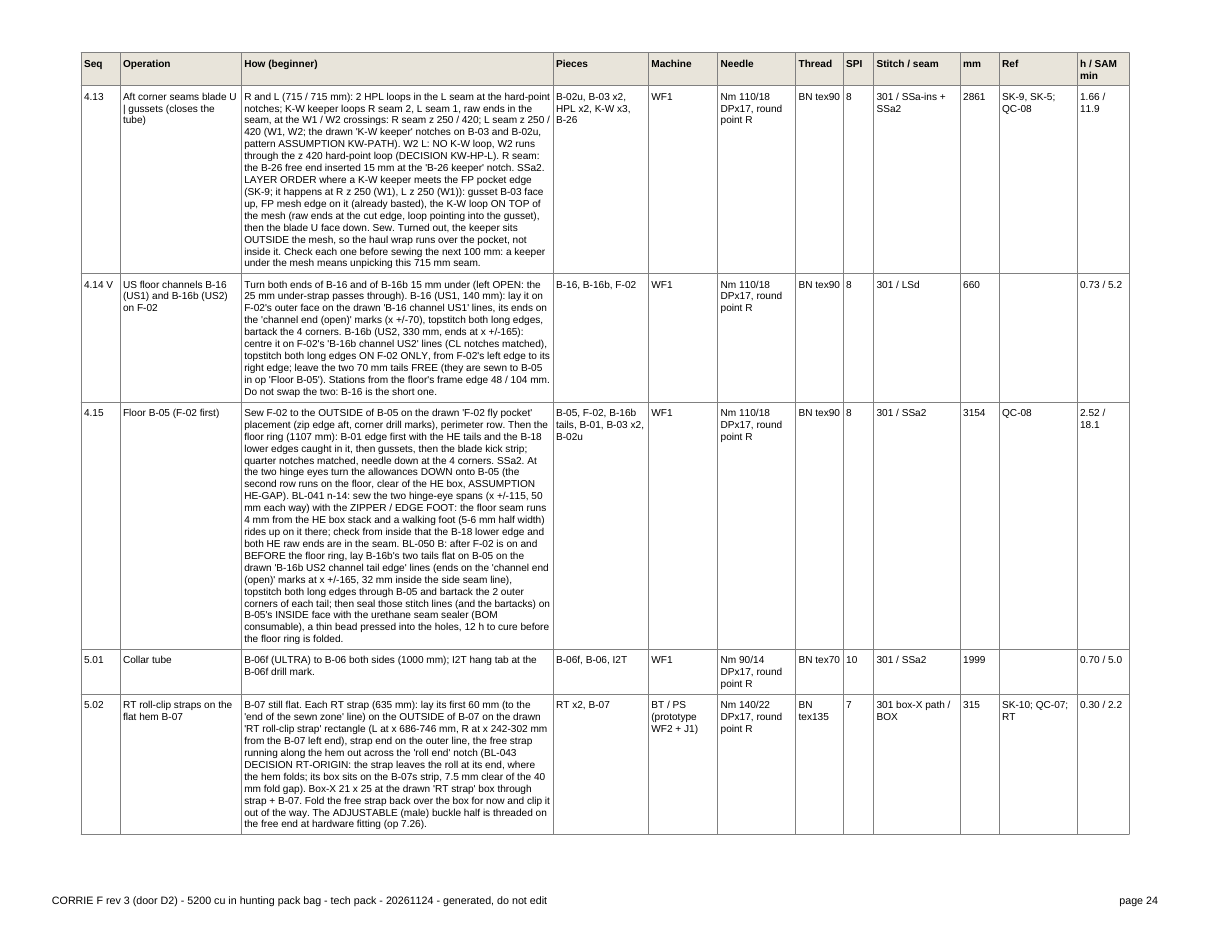 Seq Operation How (beginner) Pieces Machine Needle Thread SPI Stitch / seam mm Ref h / SAM
min
4.13 Aft corner seams blade U
| gussets (closes the
tube)
R and L (715 / 715 mm): 2 HPL loops in the L seam at the hard-point
notches; K-W keeper loops R seam 2, L seam 1, raw ends in the
seam, at the W1 / W2 crossings: R seam z 250 / 420; L seam z 250 /
420 (W1, W2; the drawn 'K-W keeper' notches on B-03 and B-02u,
pattern ASSUMPTION KW-PATH). W2 L: NO K-W loop, W2 runs
through the z 420 hard-point loop (DECISION KW-HP-L). R seam:
the B-26 free end inserted 15 mm at the 'B-26 keeper' notch. SSa2.
LAYER ORDER where a K-W keeper meets the FP pocket edge
(SK-9; it happens at R z 250 (W1), L z 250 (W1)): gusset B-03 face
up, FP mesh edge on it (already basted), the K-W loop ON TOP of
the mesh (raw ends at the cut edge, loop pointing into the gusset),
then the blade U face down. Sew. Turned out, the keeper sits
OUTSIDE the mesh, so the haul wrap runs over the pocket, not
inside it. Check each one before sewing the next 100 mm: a keeper
under the mesh means unpicking this 715 mm seam.
B-02u, B-03 x2,
HPL x2, K-W x3,
B-26
WF1
Nm 110/18
DPx17, round
point R
BN tex90
8
301 / SSa-ins +
SSa2
2861
SK-9, SK-5;
QC-08
1.66 /
11.9
4.14 V US floor channels B-16
(US1) and B-16b (US2)
on F-02
Turn both ends of B-16 and of B-16b 15 mm under (left OPEN: the
25 mm under-strap passes through). B-16 (US1, 140 mm): lay it on
F-02's outer face on the drawn 'B-16 channel US1' lines, its ends on
the 'channel end (open)' marks (x +/-70), topstitch both long edges,
bartack the 4 corners. B-16b (US2, 330 mm, ends at x +/-165):
centre it on F-02's 'B-16b channel US2' lines (CL notches matched),
topstitch both long edges ON F-02 ONLY, from F-02's left edge to its
right edge; leave the two 70 mm tails FREE (they are sewn to B-05
in op 'Floor B-05'). Stations from the floor's frame edge 48 / 104 mm.
Do not swap the two: B-16 is the short one.
B-16, B-16b, F-02
WF1
Nm 110/18
DPx17, round
point R
BN tex90
8
301 / LSd
660
0.73 / 5.2
4.15 Floor B-05 (F-02 first)
Sew F-02 to the OUTSIDE of B-05 on the drawn 'F-02 fly pocket'
placement (zip edge aft, corner drill marks), perimeter row. Then the
floor ring (1107 mm): B-01 edge first with the HE tails and the B-18
lower edges caught in it, then gussets, then the blade kick strip;
quarter notches matched, needle down at the 4 corners. SSa2. At
the two hinge eyes turn the allowances DOWN onto B-05 (the
second row runs on the floor, clear of the HE box, ASSUMPTION
HE-GAP). BL-041 n-14: sew the two hinge-eye spans (x +/-115, 50
mm each way) with the ZIPPER / EDGE FOOT: the floor seam runs
4 mm from the HE box stack and a walking foot (5-6 mm half width)
rides up on it there; check from inside that the B-18 lower edge and
both HE raw ends are in the seam. BL-050 B: after F-02 is on and
BEFORE the floor ring, lay B-16b's two tails flat on B-05 on the
drawn 'B-16b US2 channel tail edge' lines (ends on the 'channel end
(open)' marks at x +/-165, 32 mm inside the side seam line),
topstitch both long edges through B-05 and bartack the 2 outer
corners of each tail; then seal those stitch lines (and the bartacks) on
B-05's INSIDE face with the urethane seam sealer (BOM
consumable), a thin bead pressed into the holes, 12 h to cure before
the floor ring is folded.
B-05, F-02, B-16b
tails, B-01, B-03 x2,
B-02u
WF1
Nm 110/18
DPx17, round
point R
BN tex90
8
301 / SSa2
3154
QC-08
2.52 /
18.1
5.01 Collar tube
B-06f (ULTRA) to B-06 both sides (1000 mm); I2T hang tab at the
B-06f drill mark.
B-06f, B-06, I2T
WF1
Nm 90/14
DPx17, round
point R
BN tex70
10
301 / SSa2
1999
0.70 / 5.0
5.02 RT roll-clip straps on the
flat hem B-07
B-07 still flat. Each RT strap (635 mm): lay its first 60 mm (to the
'end of the sewn zone' line) on the OUTSIDE of B-07 on the drawn
'RT roll-clip strap' rectangle (L at x 686-746 mm, R at x 242-302 mm
from the B-07 left end), strap end on the outer line, the free strap
running along the hem out across the 'roll end' notch (BL-043
DECISION RT-ORIGIN: the strap leaves the roll at its end, where
the hem folds; its box sits on the B-07s strip, 7.5 mm clear of the 40
mm fold gap). Box-X 21 x 25 at the drawn 'RT strap' box through
strap + B-07. Fold the free strap back over the box for now and clip it
out of the way. The ADJUSTABLE (male) buckle half is threaded on
the free end at hardware fitting (op 7.26).
RT x2, B-07
BT / PS
(prototype
WF2 + J1)
Nm 140/22
DPx17, round
point R
BN
tex135
7
301 box-X path /
BOX
315
SK-10; QC-07;
RT
0.30 / 2.2
CORRIE F rev 3 (door D2) - 5200 cu in hunting pack bag - tech pack - 20261124 - generated, do not edit
page 24